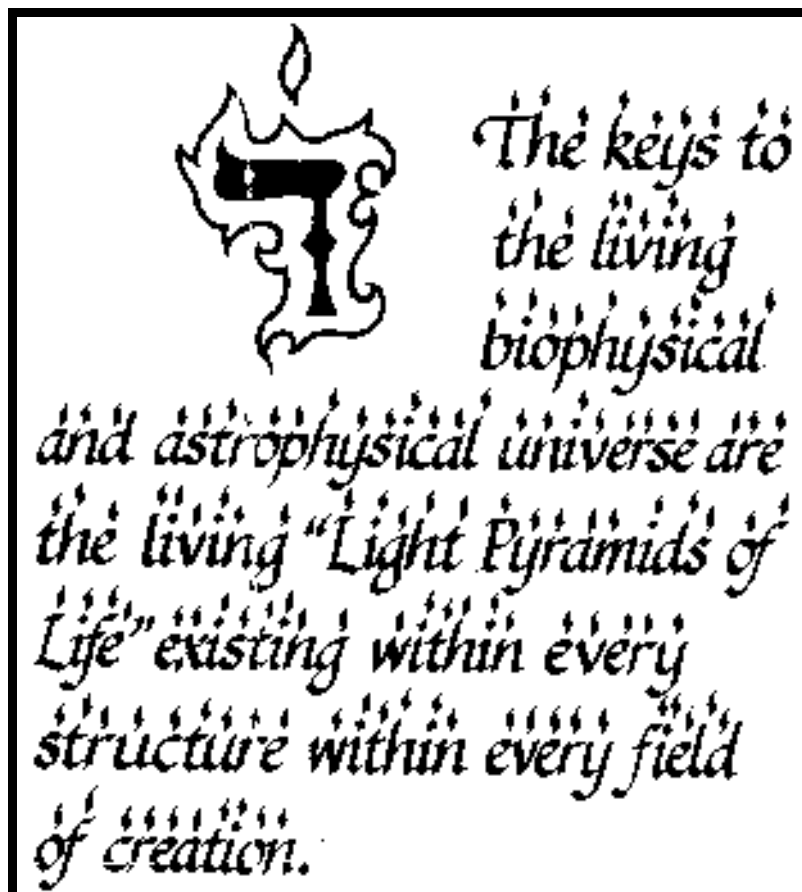 ד
The keys to
the living
biophysical
and astrophysical universe are
the living “Light Pyramids of
Life” existing within every
structure within every field
of creation.